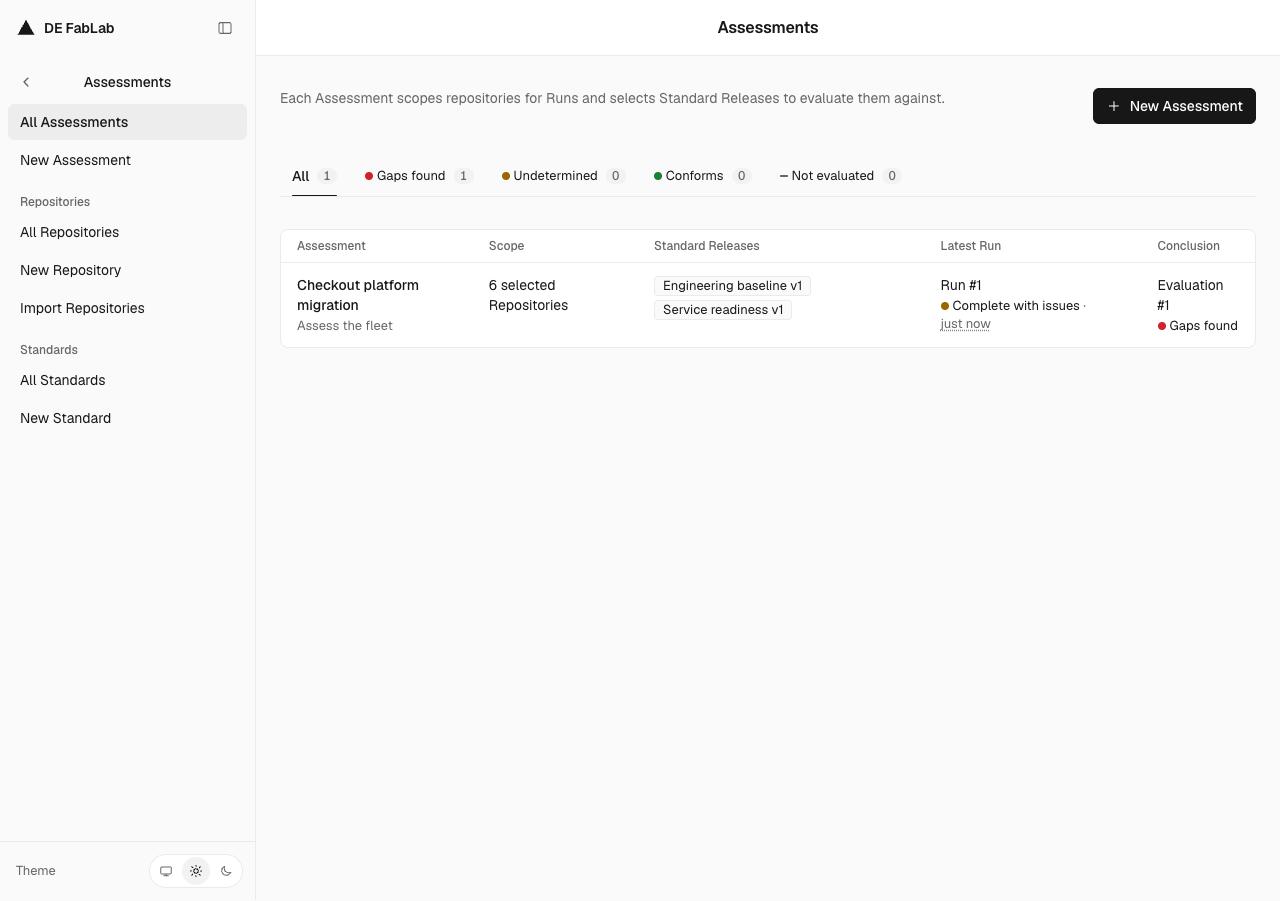 DE FabLab
Assessments
Assessments
All Assessments
New Assessment
Repositories
All Repositories
New Repository
Import Repositories
Standards
All Standards
New Standard
Theme
Each Assessment scopes repositories for Runs and selects Standard Releases to evaluate them against.
New Assessment
All 1 Gaps found 1 Undetermined 0 Conforms 0 Not evaluated 0
Assessment Scope Standard Releases Latest Run Conclusion
Checkout platform
migration
Assess the fleet
6 selected
Repositories
Engineering baseline v1
Service readiness v1
Run #1
Complete with issues ·
just now
Evaluation
#1
Gaps found